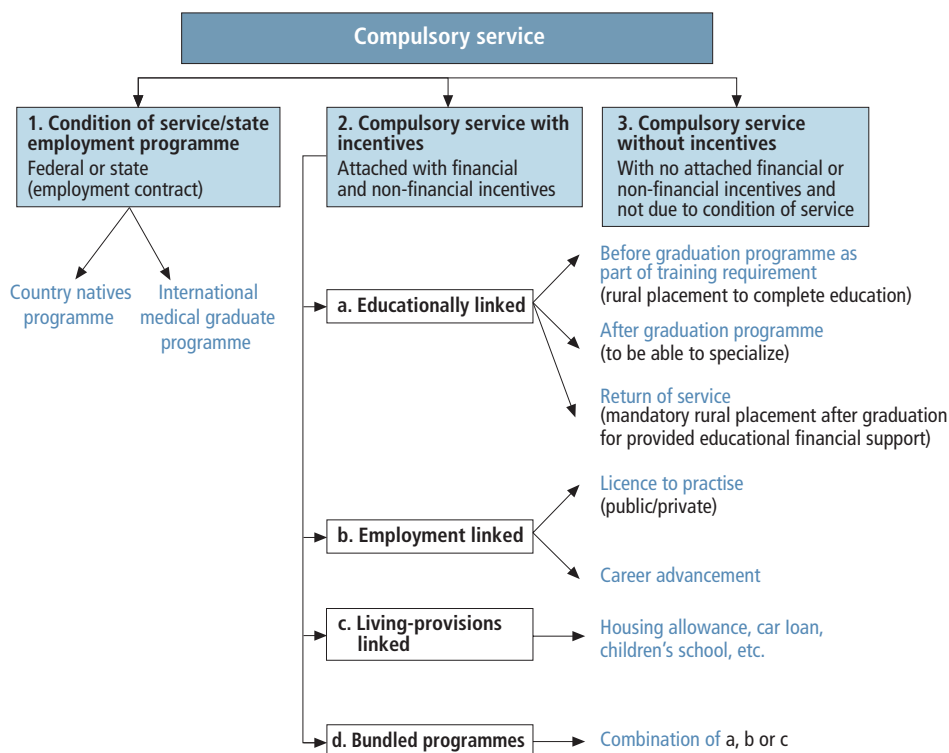 Compulsory service
1. Condition of service/state
employment programme
Federal or state
(employment contract)
Country natives
programme
International
medical graduate
programme
2. Compulsory service with
incentives
Attached with financial
and non-financial incentives
3. Compulsory service
without incentives
With no attached financial or
non-financial incentives and
not due to condition of service
a. Educationally linked
Before graduation programme as
part of training requirement
(rural placement to complete education)
After graduation programme
(to be able to specialize)
Return of service
(mandatory rural placement after graduation
for provided educational financial support)
b. Employment linked
Licence to practise
(public/private)
Career advancement
c. Living-provisions
linked
Housing allowance, car loan,
children's school, etc.
d. Bundled programmes
Combination of a, b or c